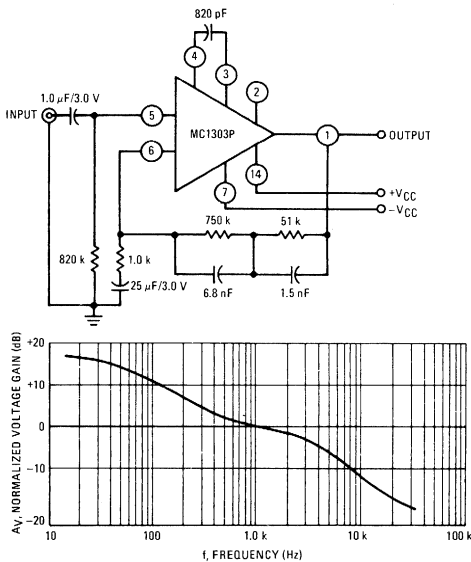 820 pF
4
3
1.0 µF/3.0 V
2
INPUT
5
MC1303P
1
OUTPUT
6
14
7
+VCC
−VCC
750 k
51 k
820 k
1.0 k
25 µF/3.0 V
6.8 nF
1.5 nF
AV, NORMALIZED VOLTAGE GAIN (dB)
+20
+10
0
−10
−20
10
100
1.0 k
10 k
100 k
f, FREQUENCY (Hz)